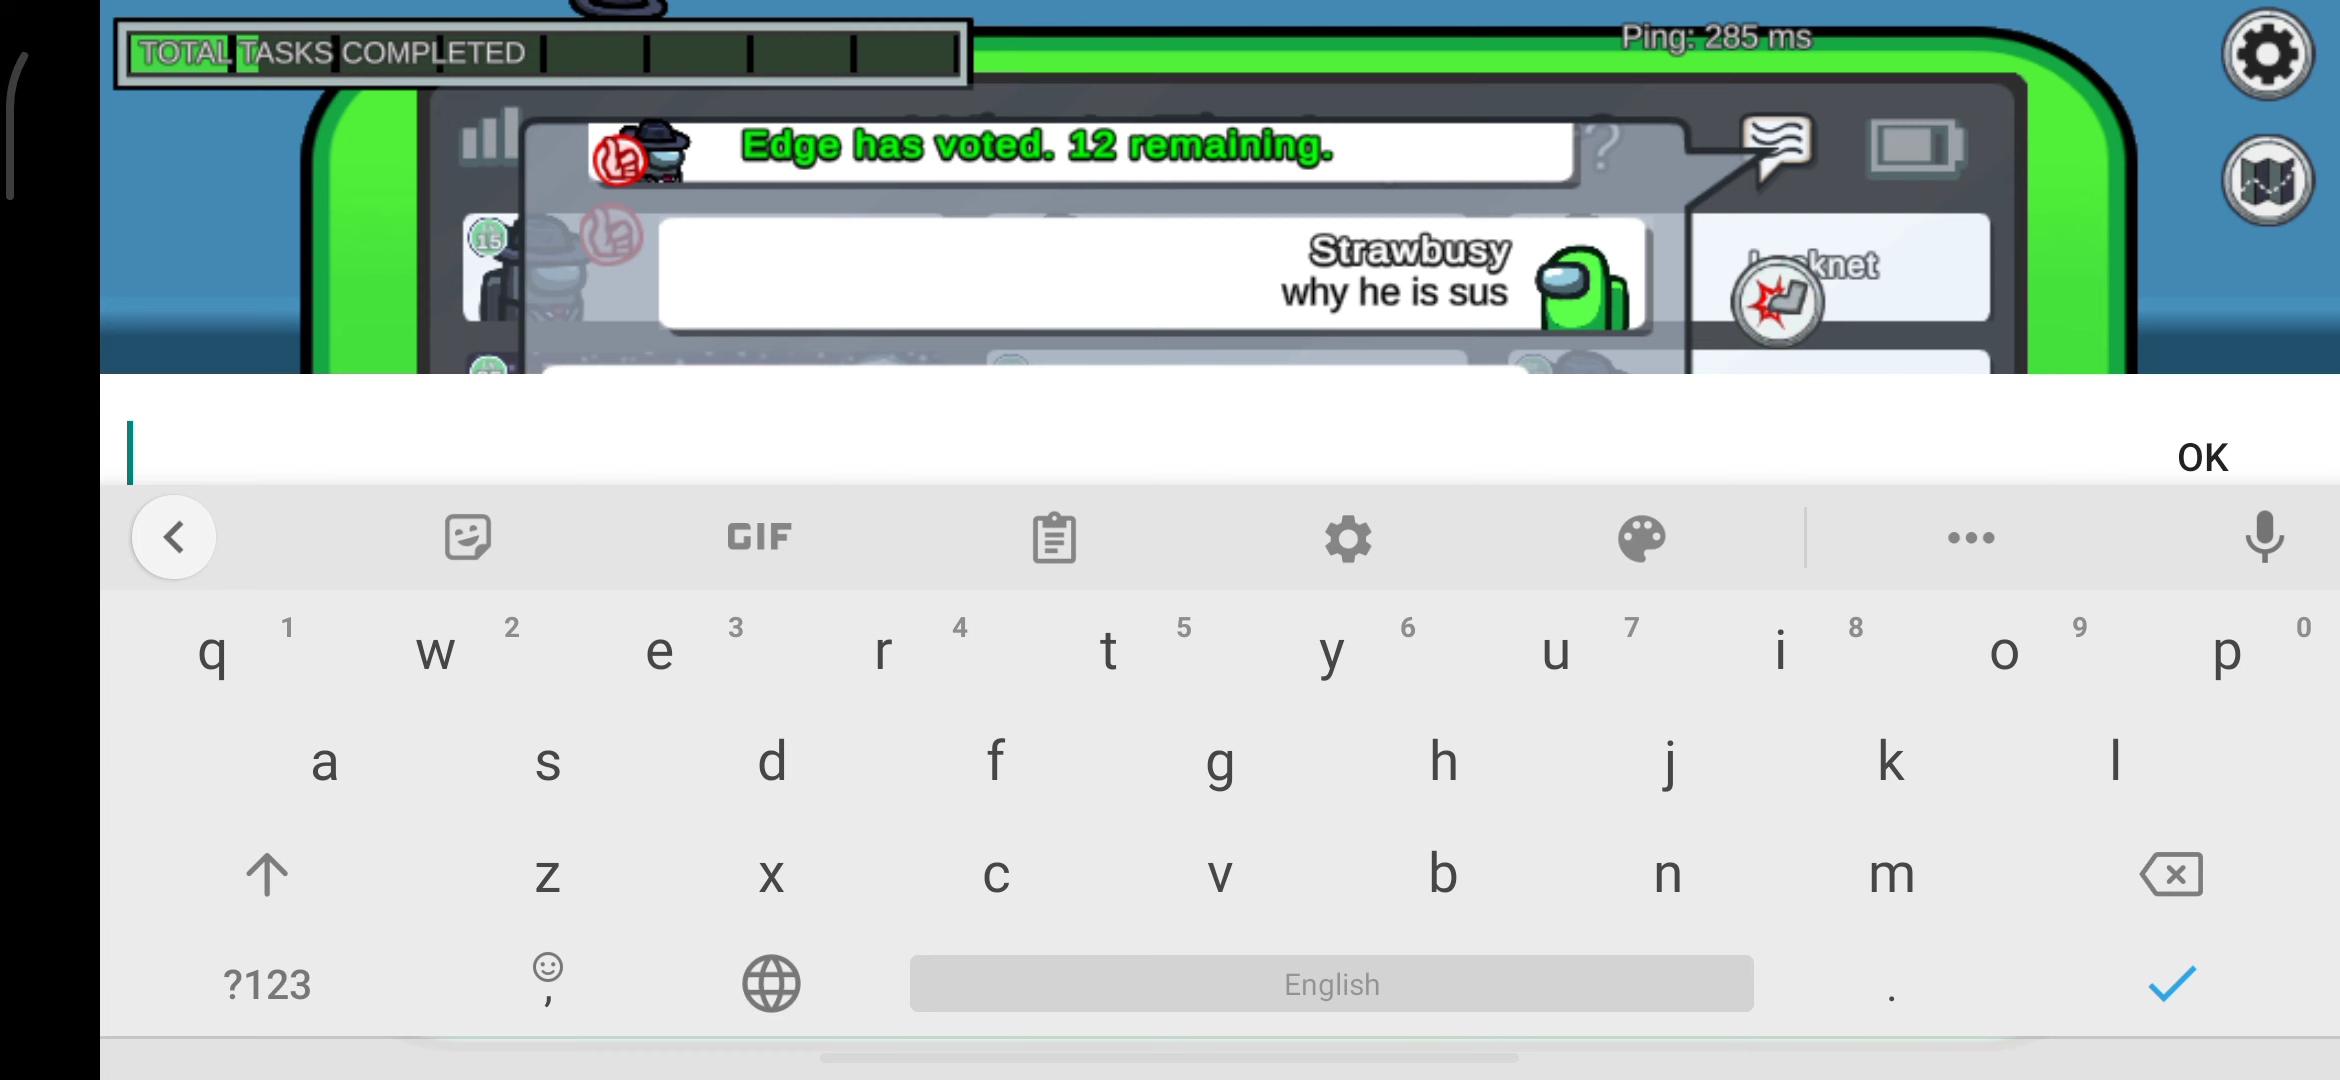 TOTAL TASKS COMPLETED
Ping: 285 ms
Edge has voted. 12 remaining.
?
15
Strawbusy
why he is sus
OK
GIF
q 1 w 2 e 3 r 4 t 5 y 6 u 7 i 8 o 9 p 0
a s d f g h j k l
z x c v b n m
?123 , English .